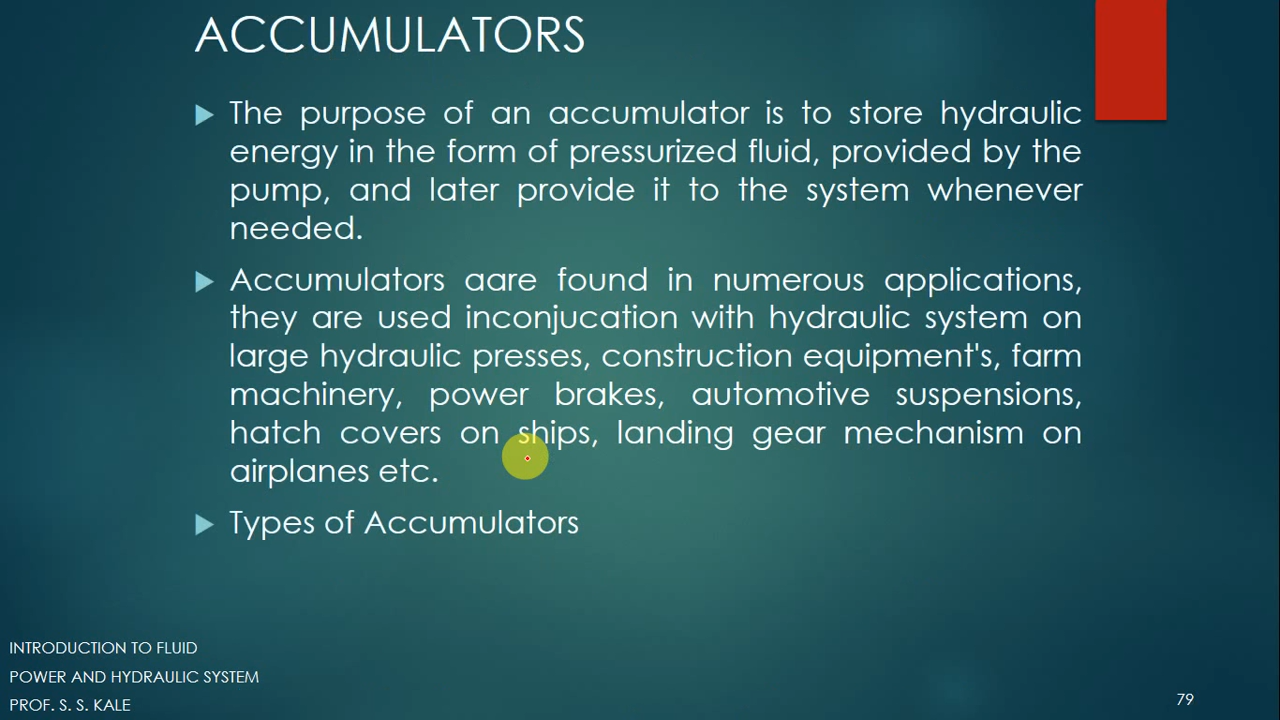 ACCUMULATORS
The purpose of an accumulator is to store hydraulic
energy in the form of pressurized fluid, provided by the
pump, and later provide it to the system whenever
needed.
Accumulators aare found in numerous applications,
they are used inconjucation with hydraulic system on
large hydraulic presses, construction equipment's, farm
machinery, power brakes, automotive suspensions,
hatch covers on ships, landing gear mechanism on
airplanes etc.
Types of Accumulators
INTRODUCTION TO FLUID
POWER AND HYDRAULIC SYSTEM
PROF. S. S. KALE
79